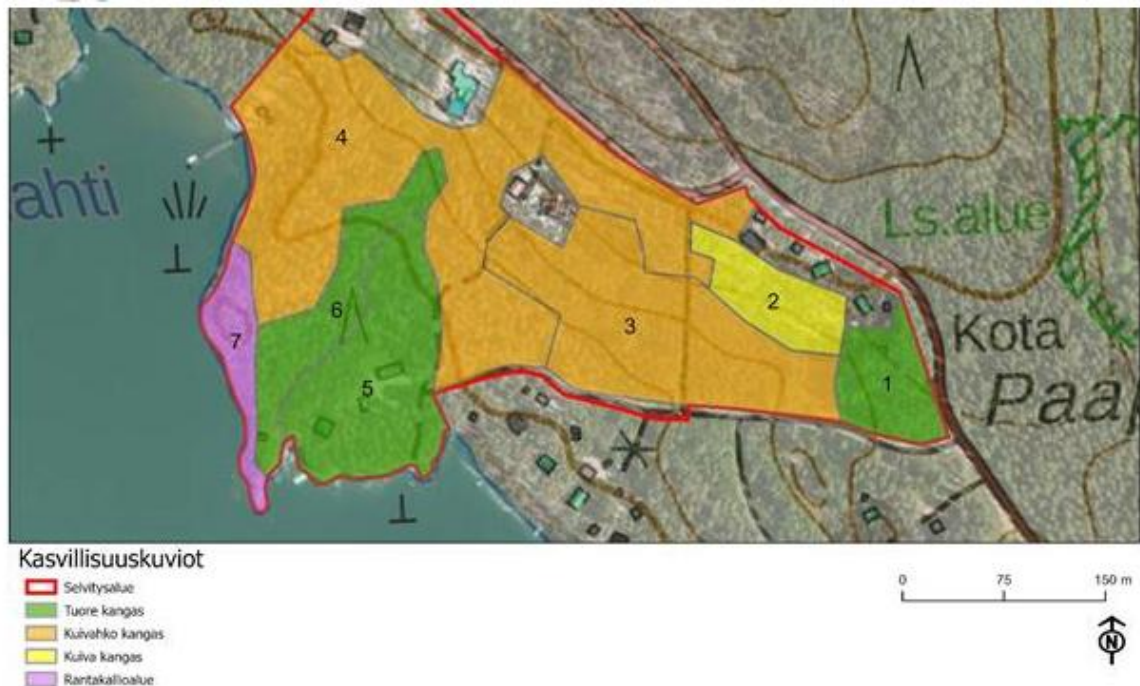 4
ahti
Ls.alue
2
6
3
7
Kota
5
1
Paa
Kasvillisuuskuviot
Selvitysalue
Tuore kangas
Kuivahko kangas
Kuiva kangas
Rantakallioalue
0 75 150 m
N